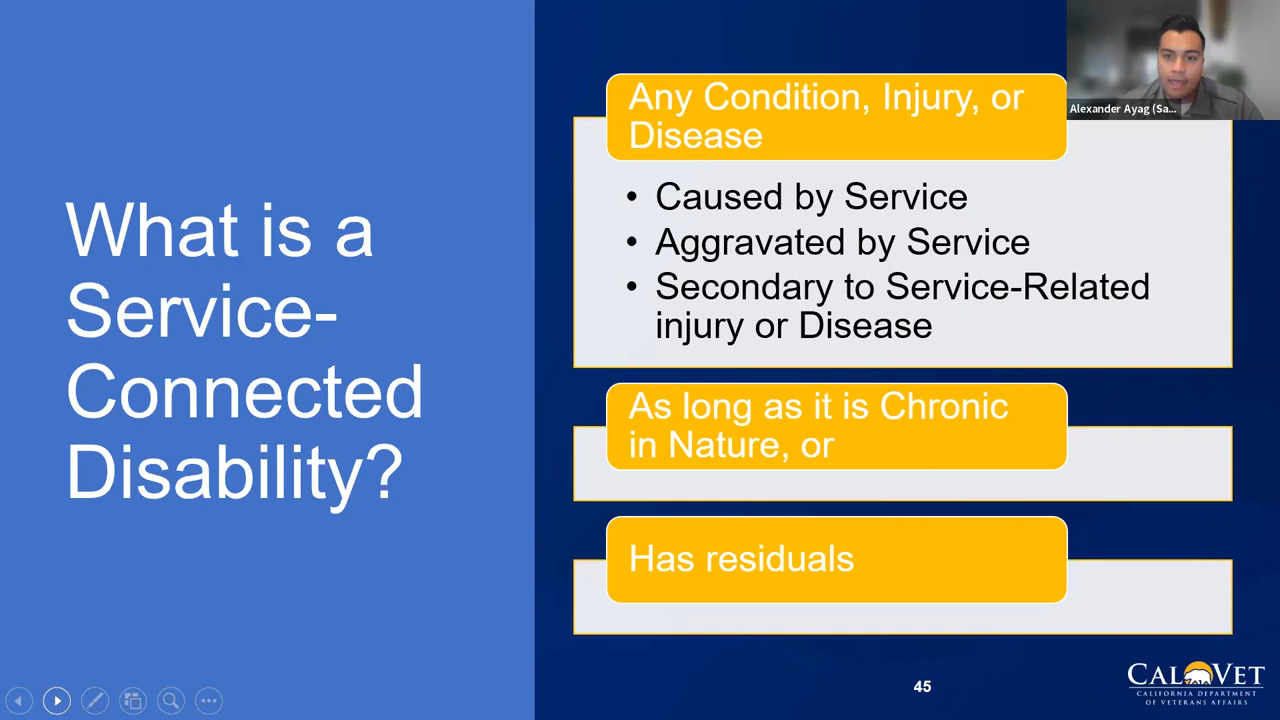 What is a
Service-
Connected
Disability?
Any Condition, Injury, or
Disease
• Caused by Service
• Aggravated by Service
• Secondary to Service-Related
injury or Disease
As long as it is Chronic
in Nature, or
Has residuals
Alexander Ayag (Sa...
45
CALVET
CALIFORNIA DEPARTMENT
OF VETERANS AFFAIRS